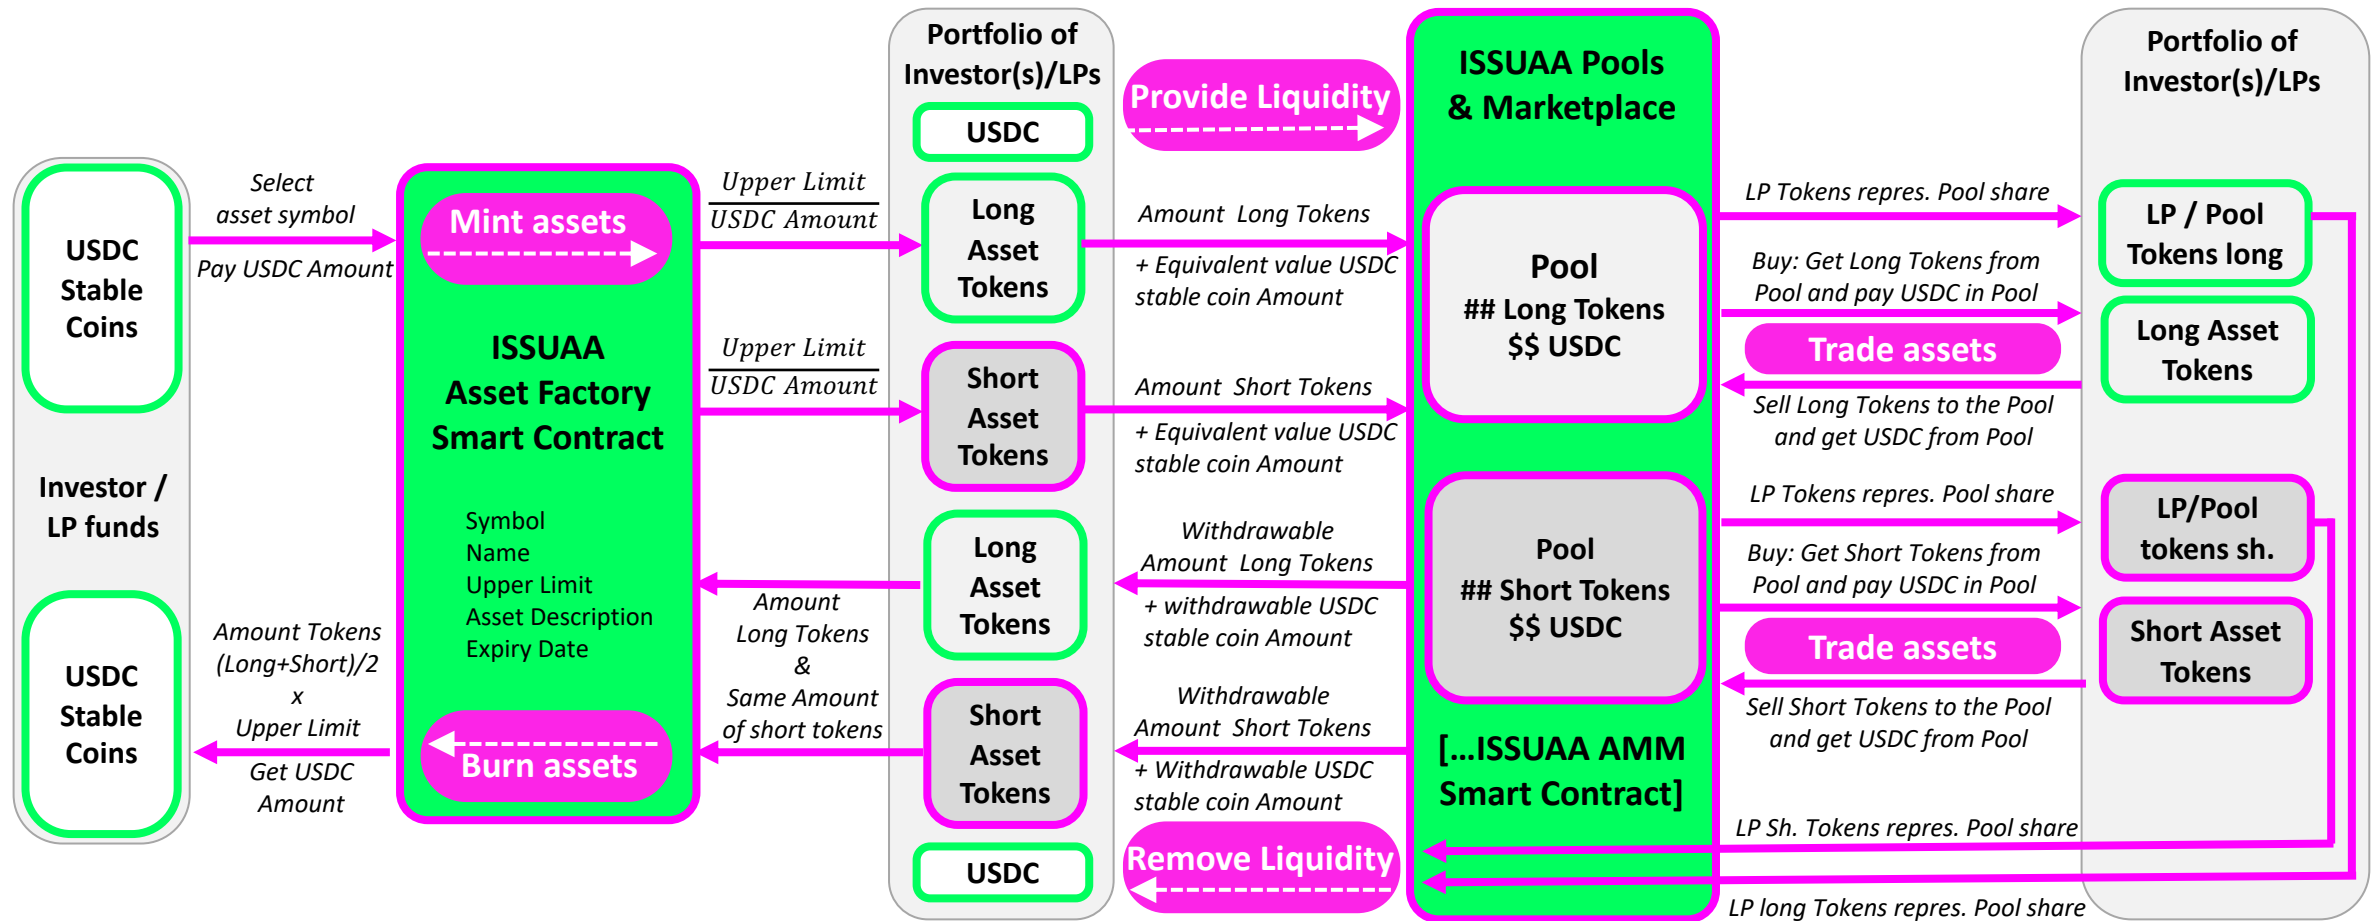 USDC
Stable
Coins
Investor /
LP funds
USDC
Stable
Coins
Select
asset symbol
Pay USDC Amount
Amount Tokens
(Long+Short)/2
x
Upper Limit
Get USDC
Amount
Mint assets
ISSUAA
Asset Factory
Smart Contract
Symbol
Name
Upper Limit
Asset Description
Expiry Date
Burn assets
Upper Limit
USDC Amount
Upper Limit
USDC Amount
Amount
Long Tokens
&
Same Amount
of short tokens
Portfolio of
Investor(s)/LPs
USDC
Long
Asset
Tokens
Short
Asset
Tokens
Long
Asset
Tokens
Short
Asset
Tokens
USDC
Provide Liquidity
Amount Long Tokens
+ Equivalent value USDC
stable coin Amount
Amount Short Tokens
+ Equivalent value USDC
stable coin Amount
Withdrawable
Amount Long Tokens
+ withdrawable USDC
stable coin Amount
Withdrawable
Amount Short Tokens
+ Withdrawable USDC
stable coin Amount
Remove Liquidity
ISSUAA Pools
& Marketplace
Pool
## Long Tokens
$$ USDC
Pool
## Short Tokens
$$ USDC
[...ISSUAA AMM
Smart Contract]
LP Tokens repres. Pool share
Buy: Get Long Tokens from
Pool and pay USDC in Pool
Trade assets
Sell Long Tokens to the Pool
and get USDC from Pool
LP Tokens repres. Pool share
Buy: Get Short Tokens from
Pool and pay USDC in Pool
Trade assets
Sell Short Tokens to the Pool
and get USDC from Pool
LP Sh. Tokens repres. Pool share
LP long Tokens repres. Pool share
Portfolio of
Investor(s)/LPs
LP / Pool
Tokens long
Long Asset
Tokens
LP/Pool
tokens sh.
Short Asset
Tokens